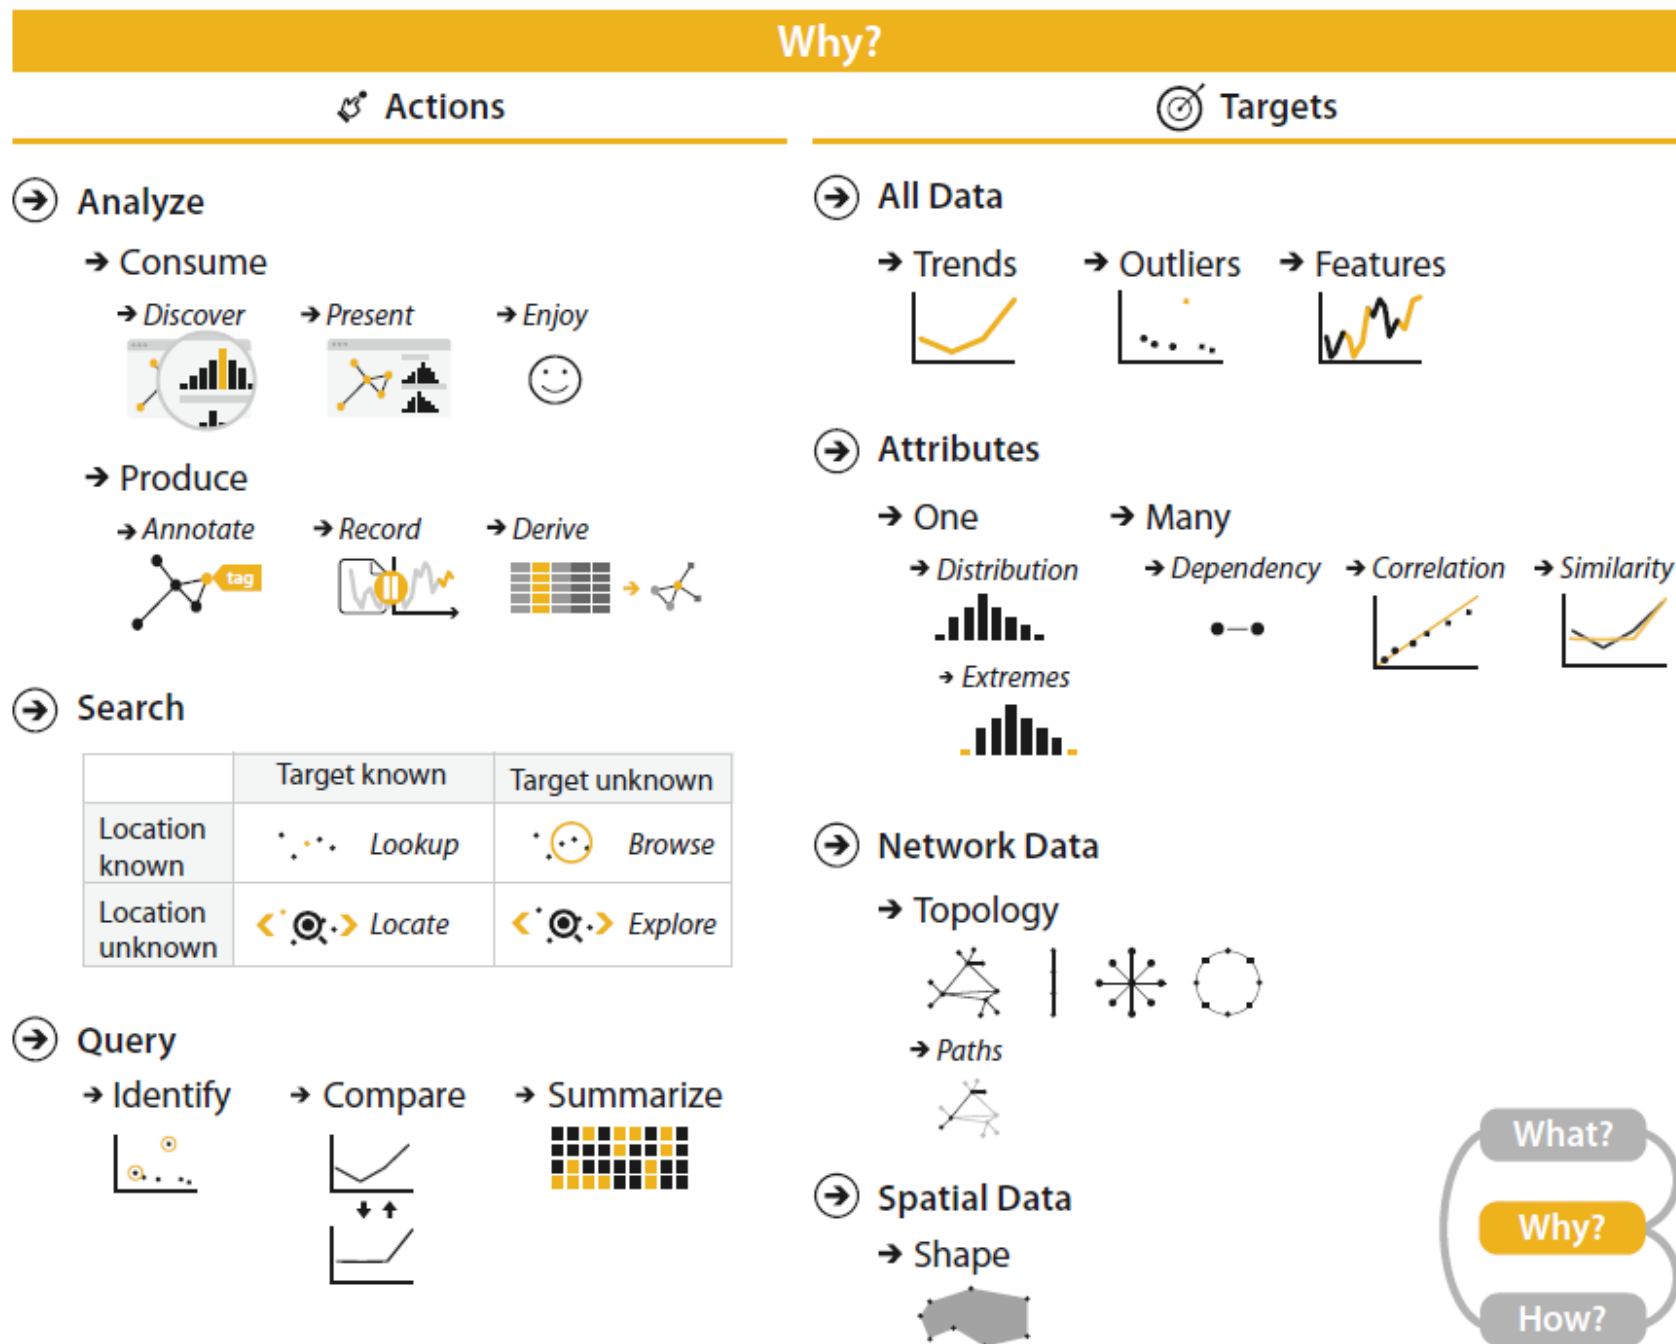 Why?
Actions
Analyze
Consume
Discover
Present
Enjoy
Produce
Annotate
Record
Derive
tag
Search
Target known
Target unknown
Location known
Lookup
Browse
Location unknown
Locate
Explore
Query
Identify
Compare
Summarize
Targets
All Data
Trends
Outliers
Features
Attributes
One
Many
Distribution
Dependency
Correlation
Similarity
Extremes
Network Data
Topology
Paths
Spatial Data
Shape
What?
Why?
How?